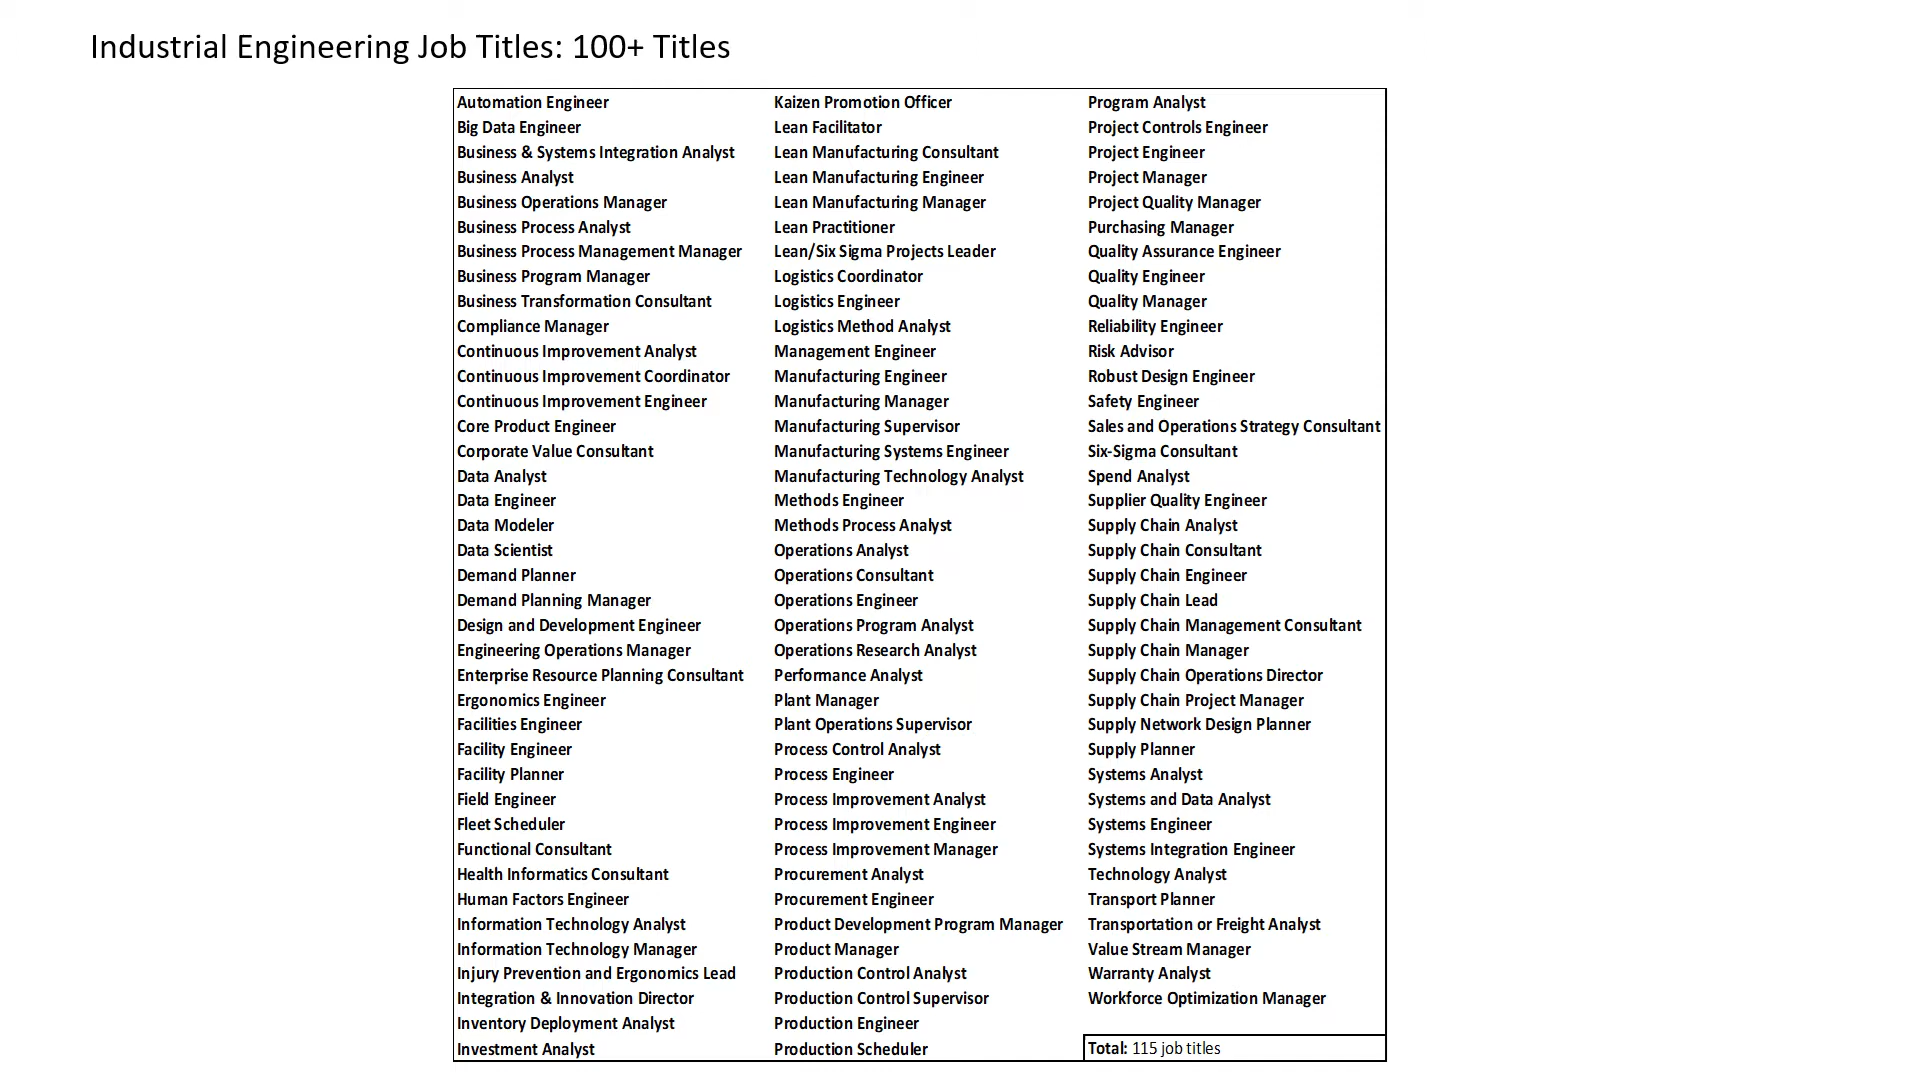 Industrial Engineering Job Titles: 100+ Titles
Automation Engineer
Big Data Engineer
Business & Systems Integration Analyst
Business Analyst
Business Operations Manager
Business Process Analyst
Business Process Management Manager
Business Program Manager
Business Transformation Consultant
Compliance Manager
Continuous Improvement Analyst
Continuous Improvement Coordinator
Continuous Improvement Engineer
Core Product Engineer
Corporate Value Consultant
Data Analyst
Data Engineer
Data Modeler
Data Scientist
Demand Planner
Demand Planning Manager
Design and Development Engineer
Engineering Operations Manager
Enterprise Resource Planning Consultant
Ergonomics Engineer
Facilities Engineer
Facility Engineer
Facility Planner
Field Engineer
Fleet Scheduler
Functional Consultant
Health Informatics Consultant
Human Factors Engineer
Information Technology Analyst
Information Technology Manager
Injury Prevention and Ergonomics Lead
Integration & Innovation Director
Inventory Deployment Analyst
Investment Analyst
Kaizen Promotion Officer
Lean Facilitator
Lean Manufacturing Consultant
Lean Manufacturing Engineer
Lean Manufacturing Manager
Lean Practitioner
Lean/Six Sigma Projects Leader
Logistics Coordinator
Logistics Engineer
Logistics Method Analyst
Management Engineer
Manufacturing Engineer
Manufacturing Manager
Manufacturing Supervisor
Manufacturing Systems Engineer
Manufacturing Technology Analyst
Methods Engineer
Methods Process Analyst
Operations Analyst
Operations Consultant
Operations Engineer
Operations Program Analyst
Operations Research Analyst
Performance Analyst
Plant Manager
Plant Operations Supervisor
Process Control Analyst
Process Engineer
Process Improvement Analyst
Process Improvement Engineer
Process Improvement Manager
Procurement Analyst
Procurement Engineer
Product Development Program Manager
Product Manager
Production Control Analyst
Production Control Supervisor
Production Engineer
Production Scheduler
Program Analyst
Project Controls Engineer
Project Engineer
Project Manager
Project Quality Manager
Purchasing Manager
Quality Assurance Engineer
Quality Engineer
Quality Manager
Reliability Engineer
Risk Advisor
Robust Design Engineer
Safety Engineer
Sales and Operations Strategy Consultant
Six-Sigma Consultant
Spend Analyst
Supplier Quality Engineer
Supply Chain Analyst
Supply Chain Consultant
Supply Chain Engineer
Supply Chain Lead
Supply Chain Management Consultant
Supply Chain Manager
Supply Chain Operations Director
Supply Chain Project Manager
Supply Network Design Planner
Supply Planner
Systems Analyst
Systems and Data Analyst
Systems Engineer
Systems Integration Engineer
Technology Analyst
Transport Planner
Transportation or Freight Analyst
Value Stream Manager
Warranty Analyst
Workforce Optimization Manager
Total: 115 job titles